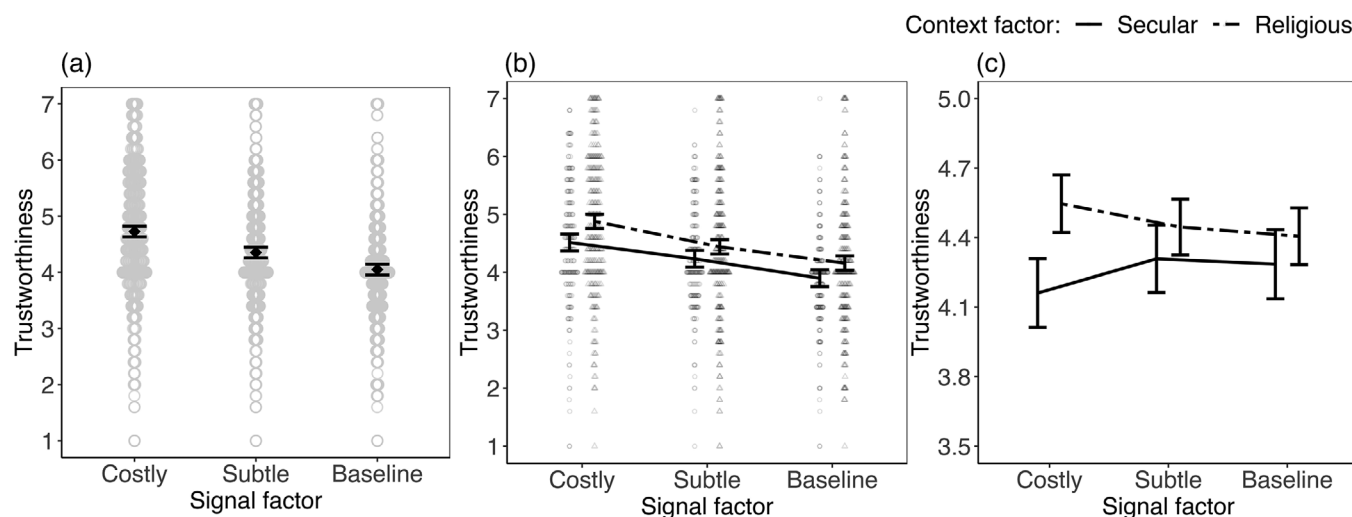 Context factor: Secular Religious
(a)
(b)
(c)
Trustworthiness
7
6
5
4
3
2
1
Costly Subtle Baseline
Signal factor
Trustworthiness
7
6
5
4
3
2
1
Costly Subtle Baseline
Signal factor
Trustworthiness
5.0
4.7
4.4
4.1
3.8
3.5
Costly Subtle Baseline
Signal factor